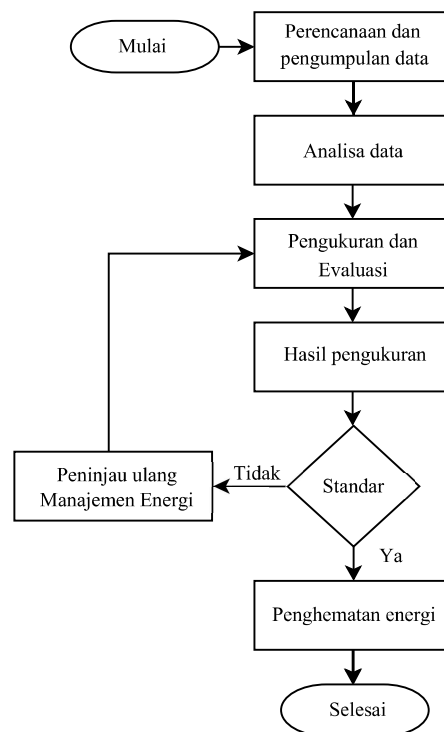 Mulai
Perencanaan dan
pengumpulan data
Analisa data
Pengukuran dan
Evaluasi
Hasil pengukuran
Standar
Tidak
Peninjau ulang
Manajemen Energi
Ya
Penghematan energi
Selesai